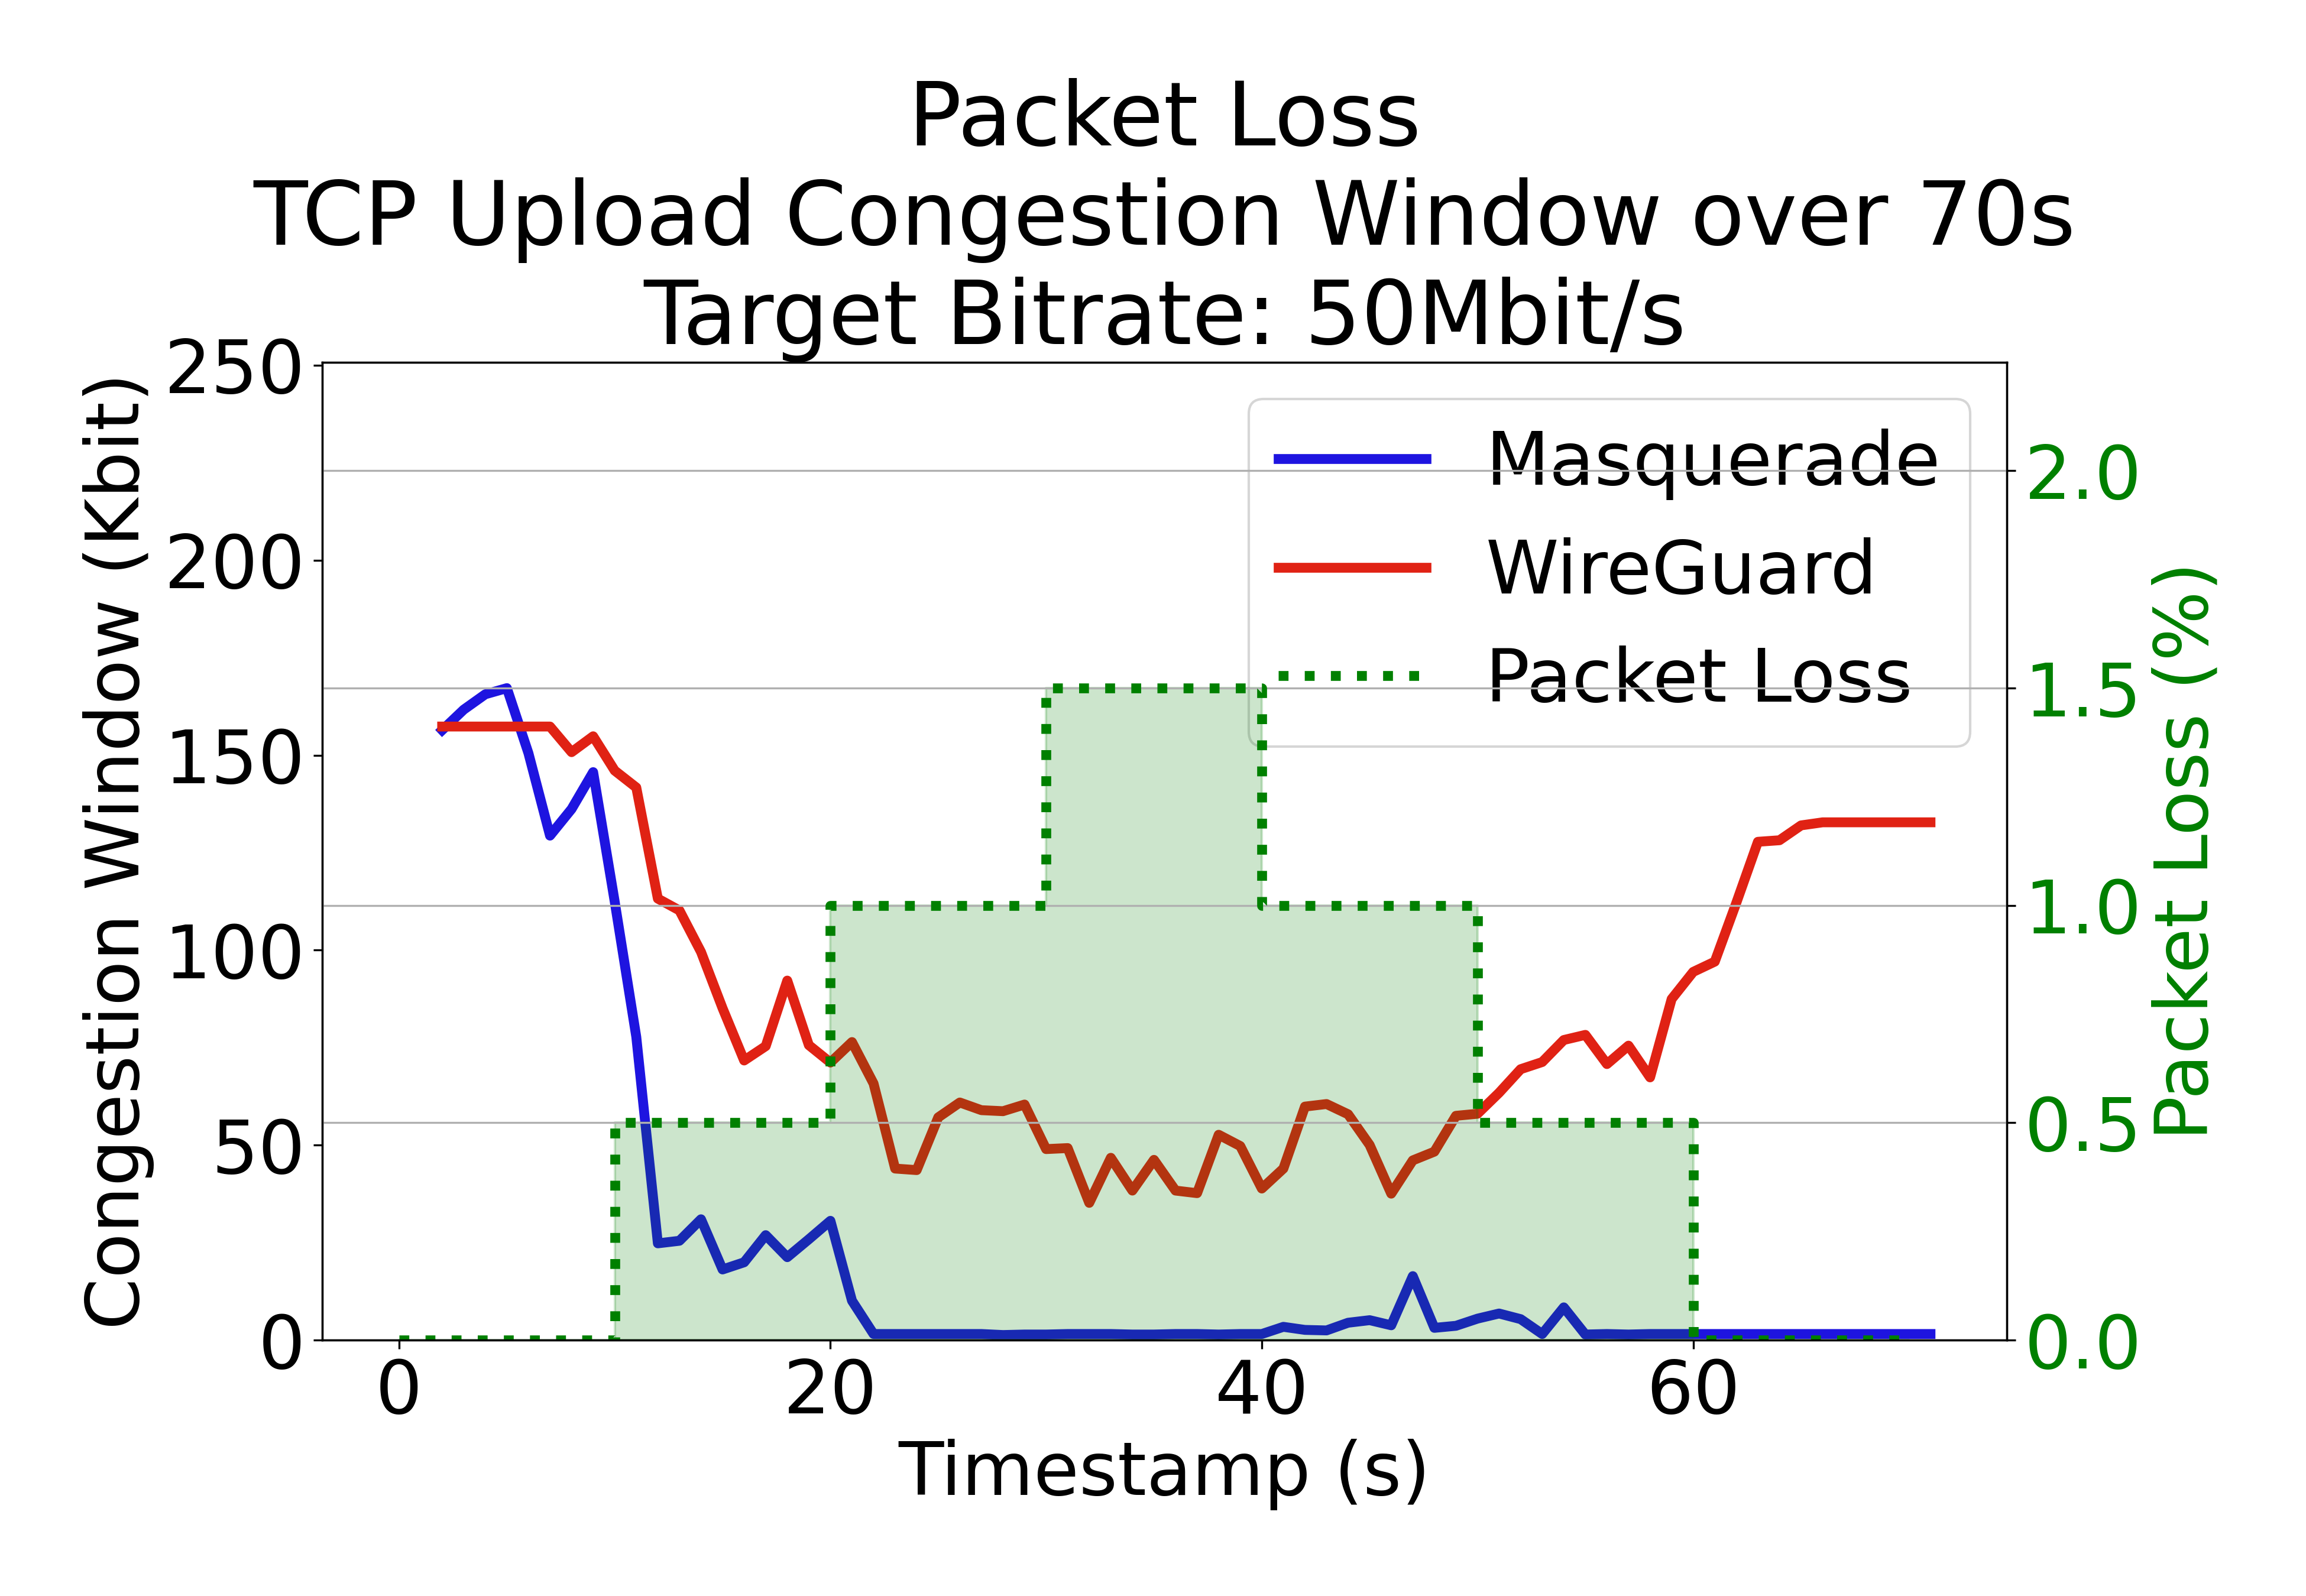 Packet Loss
TCP Upload Congestion Window over 70s
Target Bitrate: 50Mbit/s
Congestion Window (Kbit)
250
200
150
100
50
0
Masquerade
WireGuard
Packet Loss
2.0
1.5
1.0
0.5
0.0
Packet Loss (%)
0 20 40 60
Timestamp (s)